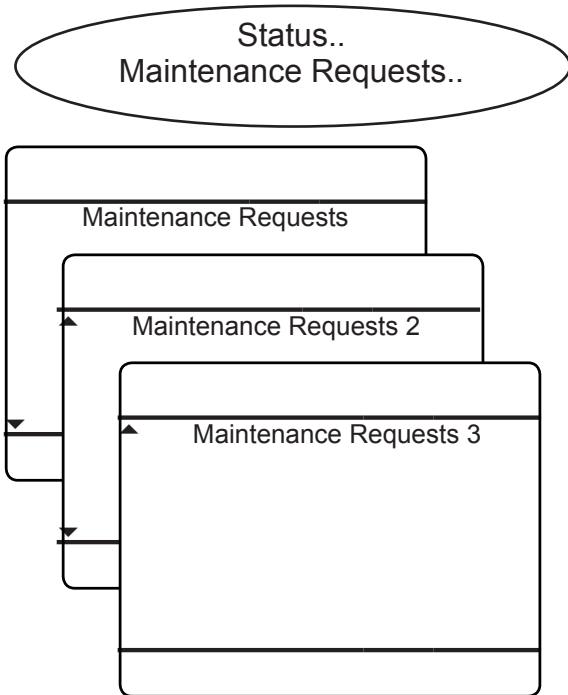 Status..
Maintenance Requests..
Maintenance Requests
Maintenance Requests 2
Maintenance Requests 3